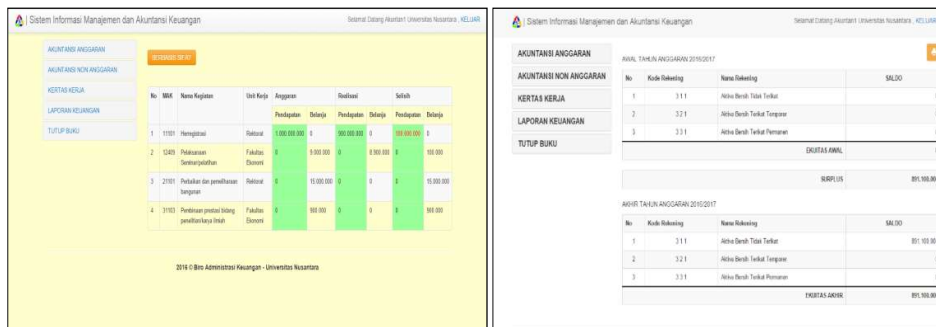 Sistem Informasi Manajemen dan Akuntansi Keuangan
Selamat Datang Akuntan1 Universitas Nusantara , KELUAR
AKUNTANSI ANGGARAN
AKUNTANSI NON ANGGARAN
KERTAS KERJA
LAPORAN KEUANGAN
TUTUP BUKU
No MAK Nama Kegiatan Unit Kerja Anggaran Realisasi Selisih
Pendapatan Belanja Pendapatan Belanja Pendapatan Belanja
1 11101 Herregistrasi Rektorat 1.000.000.000 0 900.000.000 0 100.000.000 0
2 12409 Pelaksanaan Seminar/pelatihan Fakultas Ekonomi 0 9.000.000 0 8.900.000 0 100.000
3 21101 Perbaikan dan pemeliharaan bangunan Rektorat 0 15.000.000 0 0 0 15.000.000
4 31103 Pembinaan prestasi bidang penelitian/karya ilmiah Fakultas Ekonomi 0 0 0
2016 © Biro Administrasi Keuangan - Universitas Nusantara
Sistem Informasi Manajemen dan Akuntansi Keuangan
Selamat Datang Akuntan1 Universitas Nusantara , KELUAR
AKUNTANSI ANGGARAN
AKUNTANSI NON ANGGARAN
KERTAS KERJA
LAPORAN KEUANGAN
TUTUP BUKU
AWAL TAHUN ANGGARAN 2016/2017
No Kode Rekening Nama Rekening SALDO
1 3 1 1 Aktiva Bersih Tidak Terikat
2 3 2 1 Aktiva Bersih Terikat Temporer
3 3 3 1 Aktiva Bersih Terikat Permanen
EKUITAS AWAL
SURPLUS 891.100.00
AKHIR TAHUN ANGGARAN 2016/2017
No Kode Rekening Nama Rekening SALDO
1 3 1 1 Aktiva Bersih Tidak Terikat 891.100.00
2 3 2 1 Aktiva Bersih Terikat Temporer
3 3 3 1 Aktiva Bersih Terikat Permanen
EKUITAS AKHIR 891.100.00